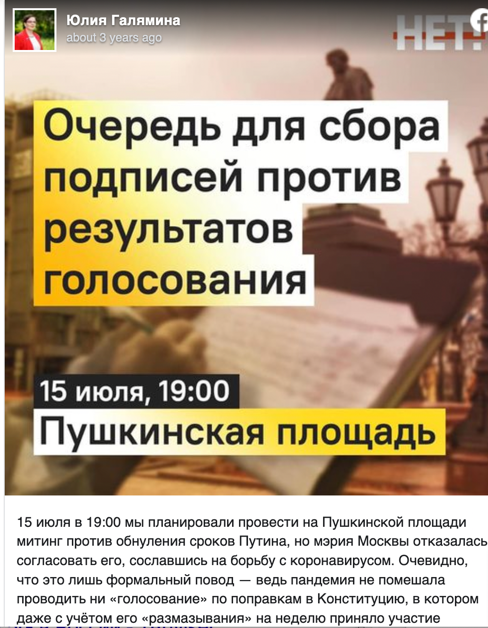 Юлия Галямина
about 3 years ago
НЕТ!
Очередь для сбора
подписей против
результатов
голосования
15 июля, 19:00
Пушкинская площадь
15 июля в 19:00 мы планировали провести на Пушкинской площади
митинг против обнуления сроков Путина, но мэрия Москвы отказалась
согласовать его, сославшись на борьбу с коронавирусом. Очевидно,
что это лишь формальный повод — ведь пандемия не помешала
проводить ни «голосование» по поправкам в Конституцию, в котором
даже с учётом его «размазывания» на неделю приняло участие